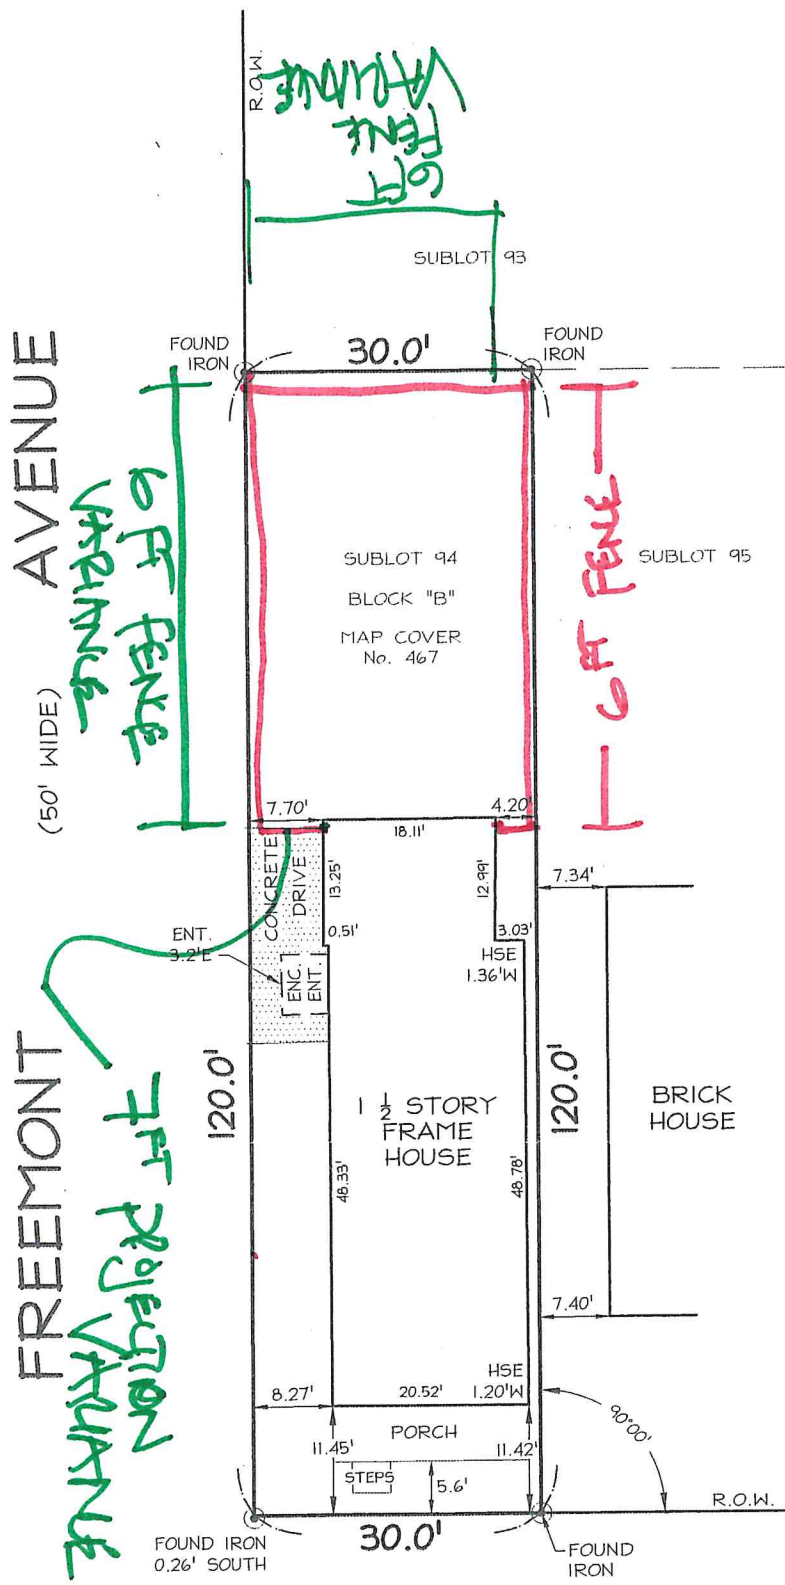 R.O.W.
6 FT
FENCE
VARIANCE
SUBLOT 93
FOUND
IRON
30.0'
FOUND
IRON
FREEMONT AVENUE
(50' WIDE)
6 FT FENCE
VARIANCE
SUBLOT 94
BLOCK "B"
MAP COVER
No. 467
6 FT FENCE
SUBLOT 95
7.70'
4.20'
18.11'
CONCRETE
DRIVE
13.25'
12.99'
7.34'
0.51'
3.03'
ENT.
3.2'E
ENC.
ENT.
HSE
1.36'W
120.0'
1 ½ STORY
FRAME
HOUSE
120.0'
BRICK
HOUSE
48.33'
48.78'
7 FT PROJECTION
VARIANCE
7.40'
8.27'
20.52'
HSE
1.20'W
PORCH
11.45'
11.42'
STEPS
5.6'
90°00'
R.O.W.
FOUND IRON
0.26' SOUTH
30.0'
FOUND
IRON